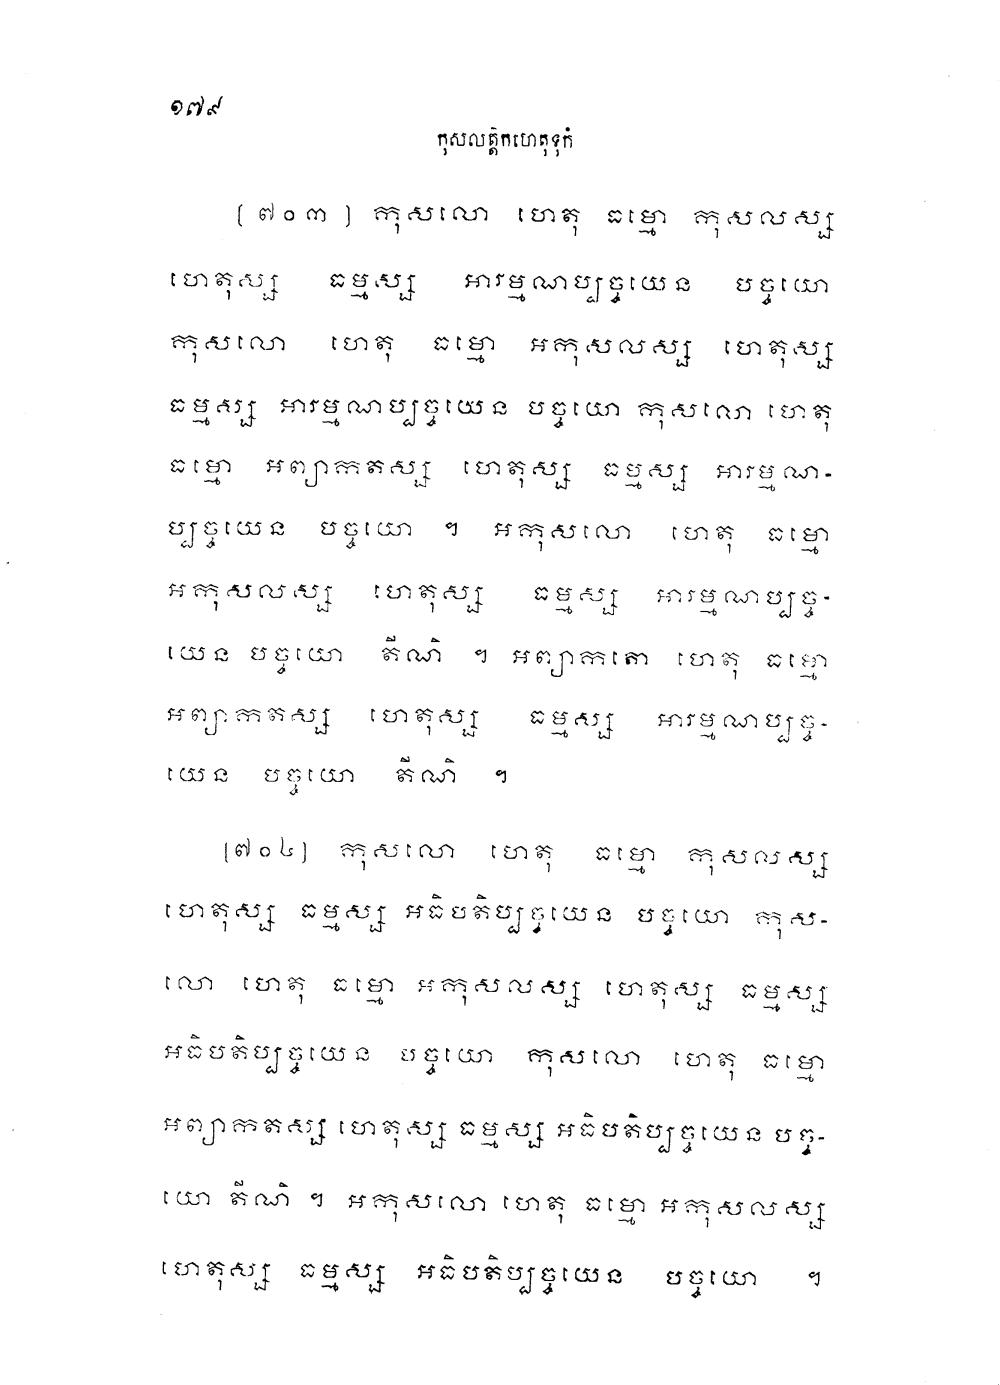 ១៧៩
កុសលត្តិកហេតុទុកំ
[៧០៣] កុសលោ ហេតុ ធម្មោ កុសលស្ស
ហេតុស្ស ធម្មស្ស អារម្មណប្បច្ចយេន បច្ចយោ
កុសលោ ហេតុ ធម្មោ អកុសលស្ស ហេតុស្ស
ធម្មស្ស អារម្មណប្បច្ចយេន បច្ចយោ កុសលោ ហេតុ
ធម្មោ អព្យាកតស្ស ហេតុស្ស ធម្មស្ស អារម្មណ-
ប្បច្ចយេន បច្ចយោ ។ អកុសលោ ហេតុ ធម្មោ
អកុសលស្ស ហេតុស្ស ធម្មស្ស អារម្មណប្បច្ច-
យេន បច្ចយោ តីណិ ។ អព្យាកតោ ហេតុ ធម្មោ
អព្យាកតស្ស ហេតុស្ស ធម្មស្ស អារម្មណប្បច្ច-
យេន បច្ចយោ តីណិ ។
[៧០៤] កុសលោ ហេតុ ធម្មោ កុសលស្ស
ហេតុស្ស ធម្មស្ស អធិបតិប្បច្ចយេន បច្ចយោ កុស-
លោ ហេតុ ធម្មោ អកុសលស្ស ហេតុស្ស ធម្មស្ស
អធិបតិប្បច្ចយេន បច្ចយោ កុសលោ ហេតុ ធម្មោ
អព្យាកតស្ស ហេតុស្ស ធម្មស្ស អធិបតិប្បច្ចយេន បច្ច-
យោ តីណិ ។ អកុសលោ ហេតុ ធម្មោ អកុសលស្ស
ហេតុស្ស ធម្មស្ស អធិបតិប្បច្ចយេន បច្ចយោ ។